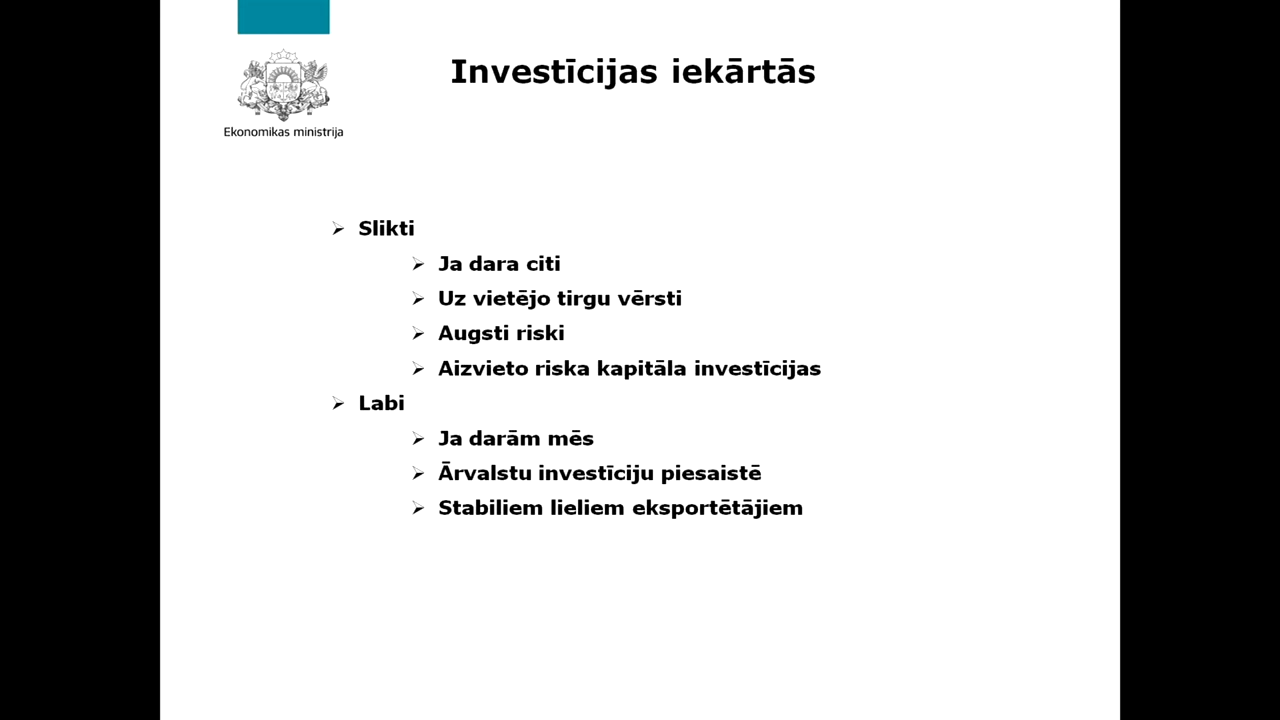 Investīcijas iekārtās
Ekonomikas ministrija
Slikti
Ja dara citi
Uz vietējo tirgu vērsti
Augsti riski
Aizvieto riska kapitāla investīcijas
Labi
Ja darām mēs
Ārvalstu investīciju piesaistē
Stabiliem lieliem eksportētājiem